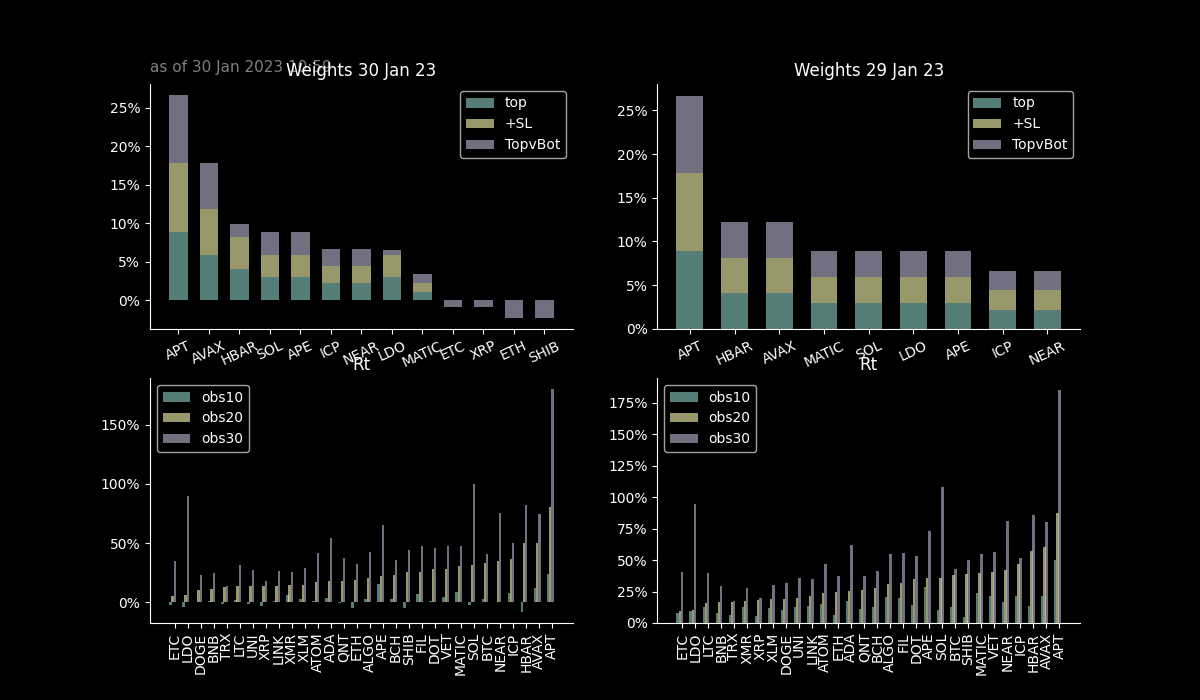 as of 30 Jan 2023
Weights 30 Jan 23
Weights 29 Jan 23
25%
20%
15%
10%
5%
0%
top
+SL
TopvBot
APT AVAX HBAR SOL APE ICP NEAR LDO MATIC ETC XRP ETH SHIB
25%
20%
15%
10%
5%
0%
top
+SL
TopvBot
APT HBAR AVAX MATIC SOL LDO APE ICP NEAR
Rt
150%
100%
50%
0%
obs10
obs20
obs30
ETC LDO DOGE BNB TRX LTC UNI XRP LINK XMR XLM ATOM ADA QNT ETH ALGO APE BCH SHIB FIL DOT VET MATIC SOL BTC NEAR ICP HBAR AVAX APT
Rt
175%
150%
125%
100%
75%
50%
25%
0%
obs10
obs20
obs30
ETC LDO LTC BNB TRX XMR XRP XLM DOGE UNI LINK ATOM ETH ADA QNT BCH ALGO FIL DOT APE SOL BTC SHIB MATIC VET NEAR ICP HBAR AVAX APT